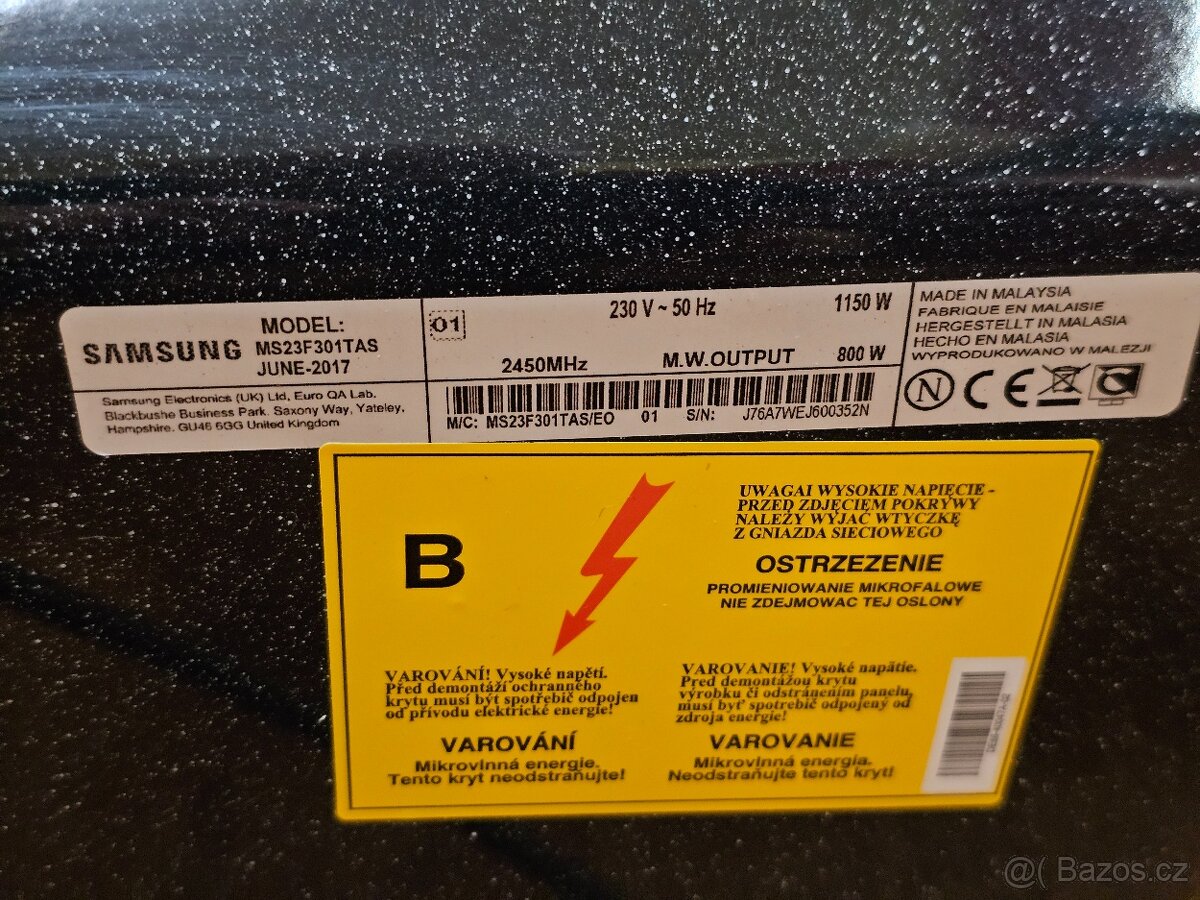 SAMSUNG
MODEL:
MS23F301TAS
JUNE-2017
Samsung Electronics (UK) Ltd, Euro QA Lab.
Blackbushe Business Park. Saxony Way, Yateley,
Hampshire. GU46 6GG United Kingdom
01
230 V ~ 50 Hz
1150 W
2450MHz
M.W.OUTPUT
800 W
M/C: MS23F301TAS/EO 01 S/N: J76A7WEJ600352N
MADE IN MALAYSIA
FABRIQUE EN MALAISIE
HERGESTELLT IN MALASIA
HECHO EN MALASIA
WYPRODUKOWANO W MALEZJI
N CE
B
UWAGAI WYSOKIE NAPIĘCIE -
PRZED ZDJĘCIEM POKRYWY
NALEŻY WYJAĆ WTYCZKĘ
Z GNIAZDA SIECIOWEGO
OSTRZEZENIE
PROMIENIOWANIE MIKROFALOWE
NIE ZDEJMOWAC TEJ OSLONY
VAROVÁNÍ! Vysoké napětí.
Před demontáží ochranného
krytu musí být spotřebič odpojen
od přívodu elektrické energie!
VAROVÁNÍ
Mikrovlnná energie.
Tento kryt neodstraňujte!
VAROVANIE! Vysoké napätie.
Pred demontážou krytu
výrobku či odstránením panelu,
musí byť spotrebič odpojený od
zdroja energie!
VAROVANIE
Mikrovlnná energia.
Neodstraňujte tento kryt!
@( Bazos.cz